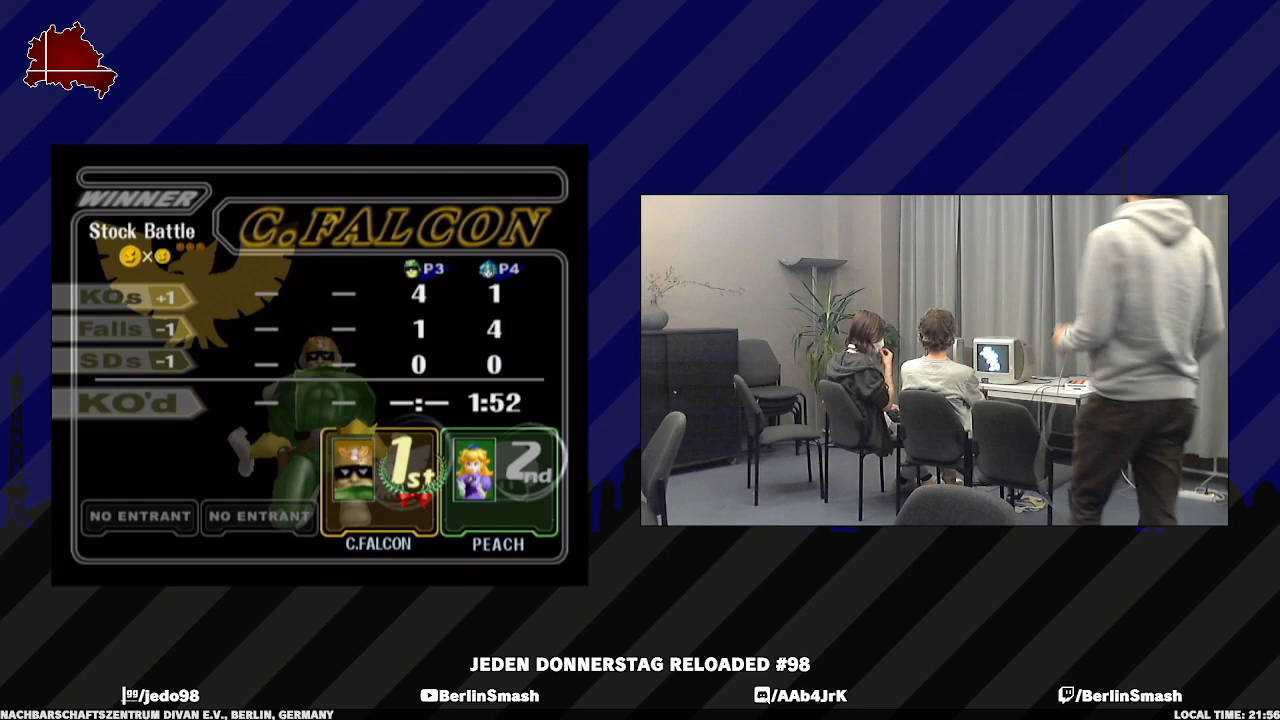 WINNER
C.FALCON
Stock Battle
×
P3 P4
KOs +1 — — 4 1
Falls -1 — — 1 4
SDs -1 — — 0 0
KO'd — — —:— 1:52
NO ENTRANT NO ENTRANT 1st 2nd
C.FALCON PEACH
JEDEN DONNERSTAG RELOADED #98
gg/jedo98 BerlinSmash /AAb4JrK /BerlinSmash
NACHBARSCHAFTSZENTRUM DIVAN E.V., BERLIN, GERMANY LOCAL TIME: 21:56